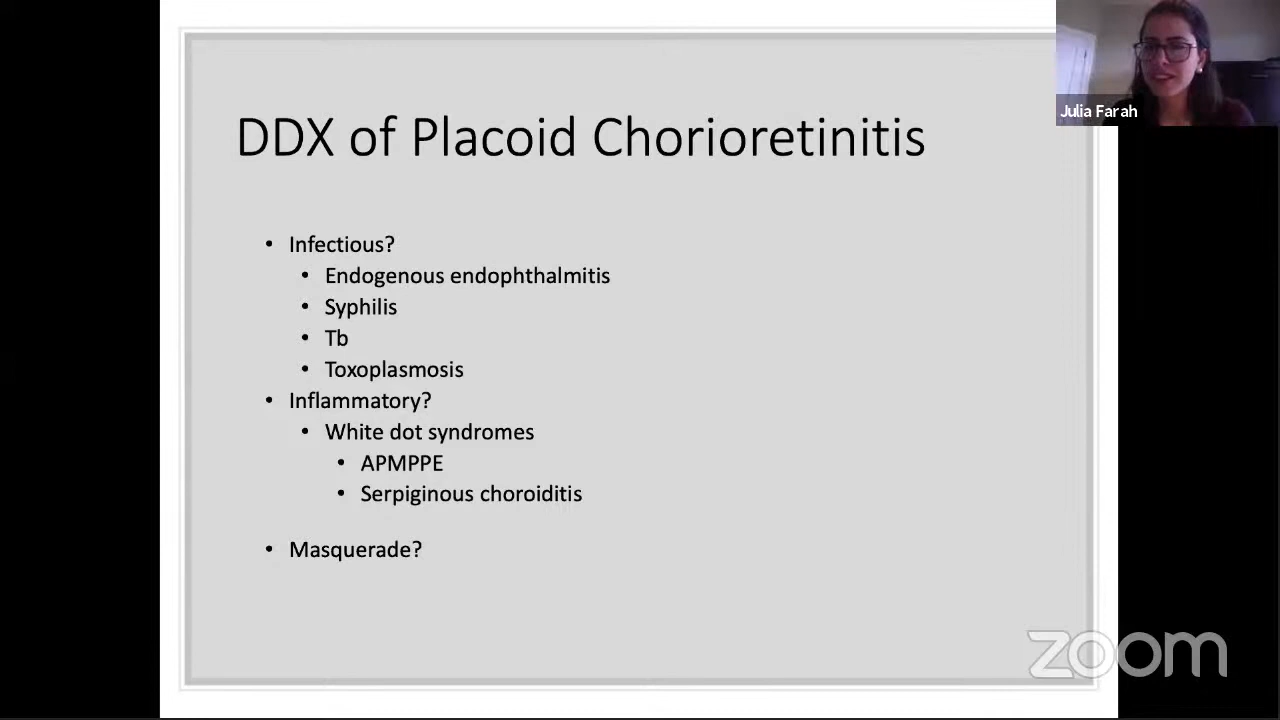 Julia Farah
DDX of Placoid Chorioretinitis
• Infectious?
• Endogenous endophthalmitis
• Syphilis
• Tb
• Toxoplasmosis
• Inflammatory?
• White dot syndromes
• APMPPE
• Serpiginous choroiditis
• Masquerade?
zoom